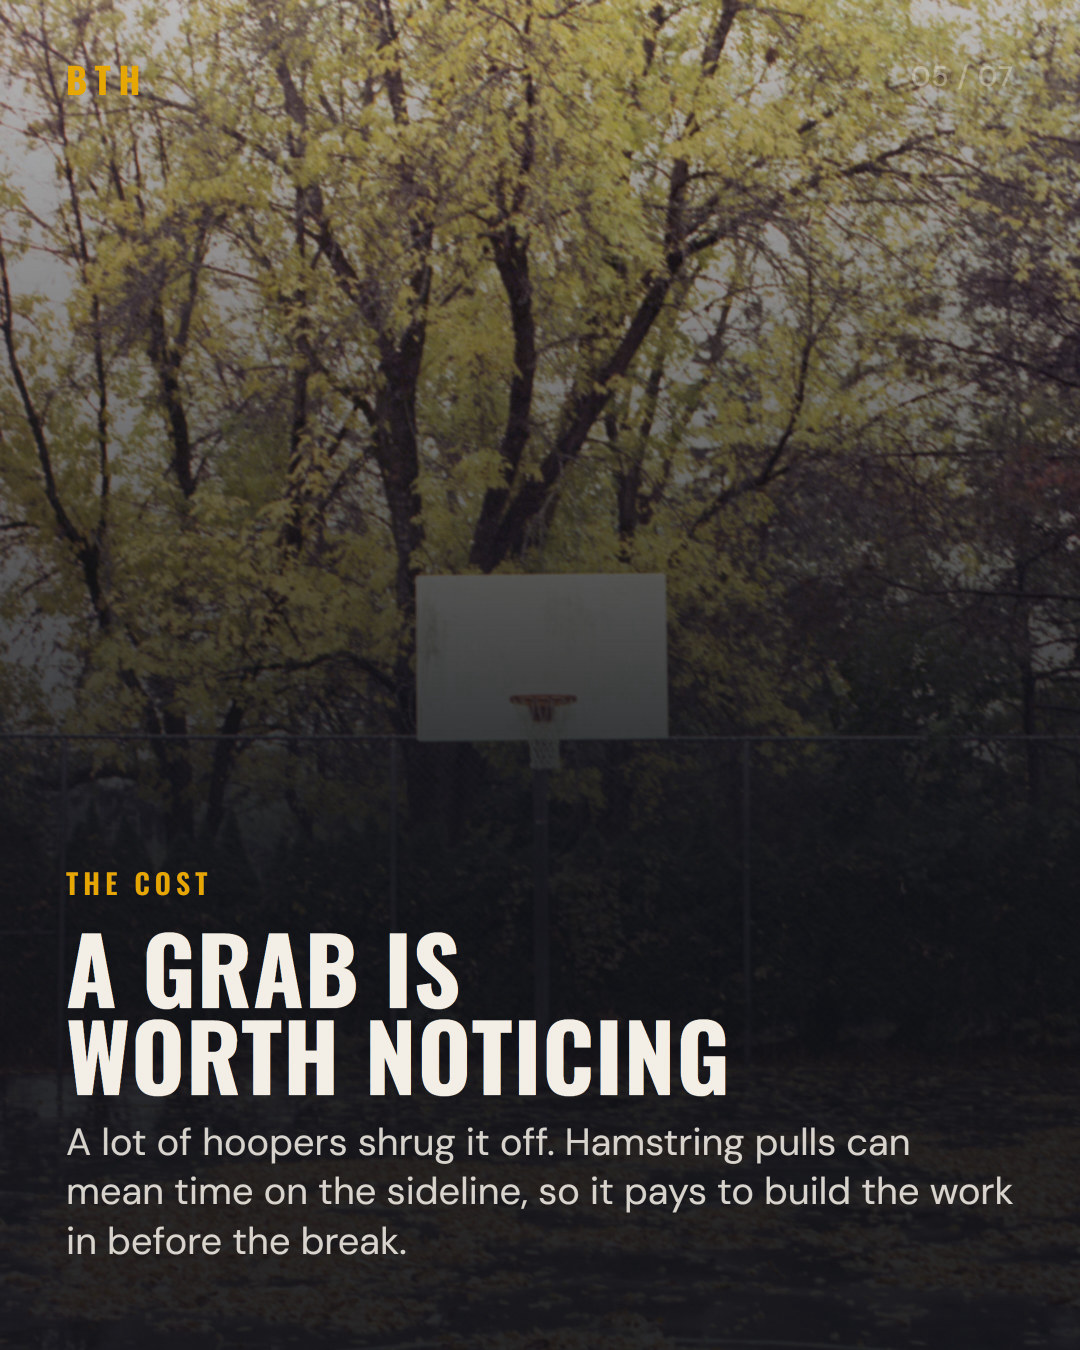 BTH
05 / 07
THE COST
A GRAB IS
WORTH NOTICING
A lot of hoopers shrug it off. Hamstring pulls can
mean time on the sideline, so it pays to build the work
in before the break.